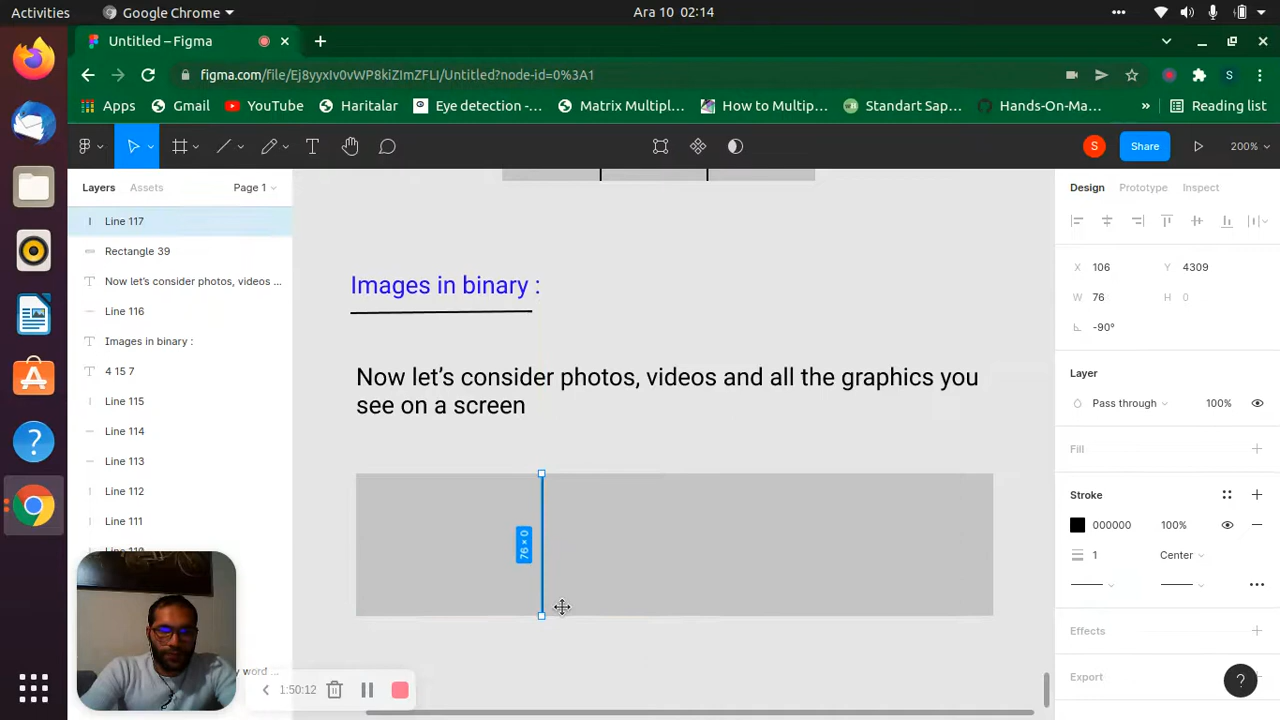 Activities
Google Chrome
Ara 10 02:14
Untitled – Figma
figma.com/file/Ej8yyxIv0vWP8kiZImZFLI/Untitled?node-id=0%3A1
Apps
Gmail
YouTube
Haritalar
Eye detection -...
Matrix Multipl...
How to Multip...
Standart Sap...
Hands-On-Ma...
»
Reading list
S
Share
200%
Layers
Assets
Page 1
Design
Prototype
Inspect
Line 117
Rectangle 39
Now let's consider photos, videos ...
Line 116
Images in binary :
4 15 7
Line 115
Line 114
Line 113
Line 112
Line 111
y word ...
Images in binary :
Now let's consider photos, videos and all the graphics you
see on a screen
76 × 0
X 106
Y 4309
W 76
H 0
-90°
Layer
Pass through
100%
Fill
Stroke
000000
100%
1
Center
Effects
Export
1:50:12
?